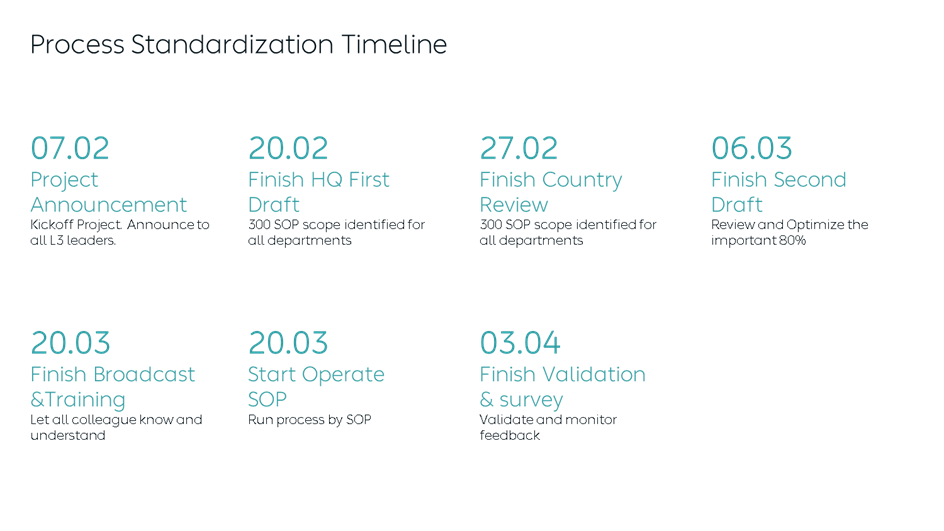 Process Standardization Timeline
07.02
Project
Announcement
Kickoff Project. Announce to
all L3 leaders.
20.02
Finish HQ First
Draft
300 SOP scope identified for
all departments
27.02
Finish Country
Review
300 SOP scope identified for
all departments
06.03
Finish Second
Draft
Review and Optimize the
important 80%
20.03
Finish Broadcast
&Training
Let all colleague know and
understand
20.03
Start Operate
SOP
Run process by SOP
03.04
Finish Validation
& survey
Validate and monitor
feedback